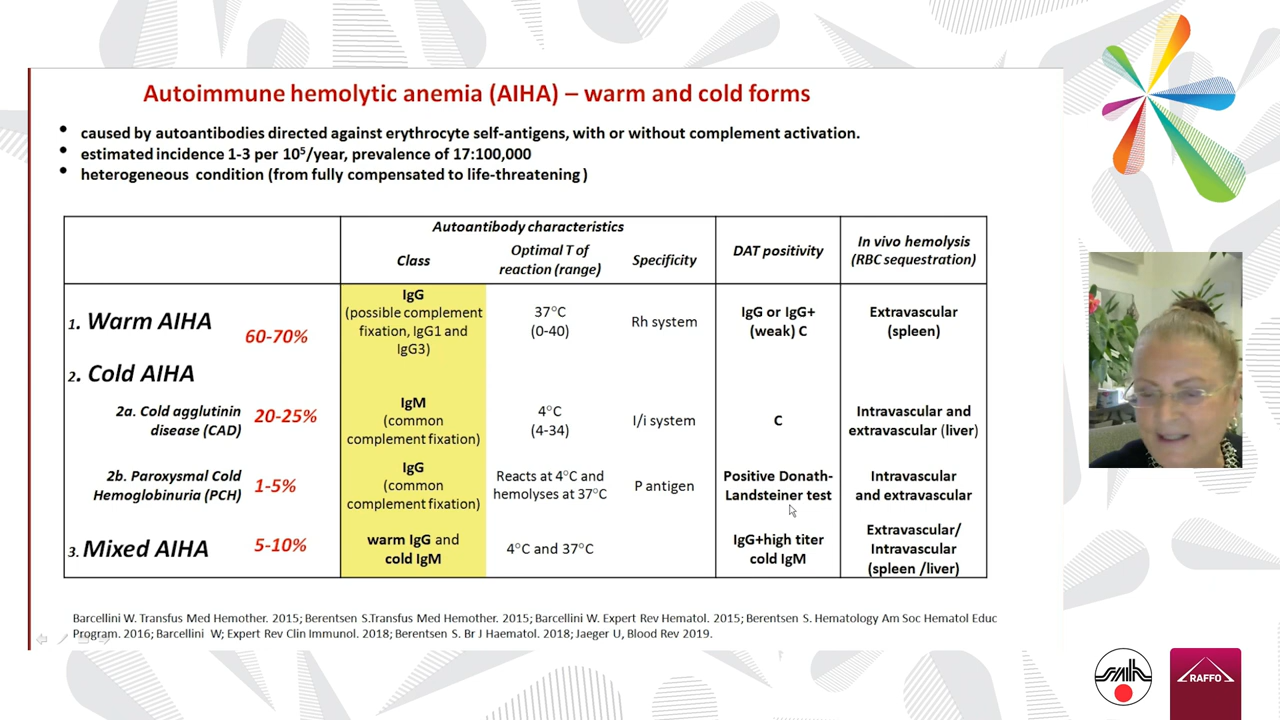 Autoimmune hemolytic anemia (AIHA) – warm and cold forms
• caused by autoantibodies directed against erythrocyte self-antigens, with or without complement activation.
• estimated incidence 1-3 per 10⁵/year, prevalence of 17:100,000
• heterogeneous condition (from fully compensated to life-threatening)
Autoantibody characteristics
Class
Optimal T of
reaction (range)
Specificity
DAT positivity
In vivo hemolysis
(RBC sequestration)
1. Warm AIHA
60-70%
IgG
(possible complement
fixation, IgG1 and
IgG3)
37°C
(0-40)
Rh system
IgG or IgG+
(weak) C
Extravascular
(spleen)
2. Cold AIHA
2a. Cold agglutinin
disease (CAD)
20-25%
IgM
(common
complement fixation)
4°C
(4-34)
I/i system
C
Intravascular and
extravascular (liver)
2b. Paroxysmal Cold
Hemoglobinuria (PCH)
1-5%
IgG
(common
complement fixation)
Reacts at 4°C and
hemolyses at 37°C
P antigen
Positive Donath-
Landsteiner test
Intravascular
and extravascular
3. Mixed AIHA
5-10%
warm IgG and
cold IgM
4°C and 37°C
IgG+high titer
cold IgM
Extravascular/
Intravascular
(spleen /liver)
Barcellini W. Transfus Med Hemother. 2015; Berentsen S.Transfus Med Hemother. 2015; Barcellini W. Expert Rev Hematol. 2015; Berentsen S. Hematology Am Soc Hematol Educ
Program. 2016; Barcellini W; Expert Rev Clin Immunol. 2018; Berentsen S. Br J Haematol. 2018; Jaeger U, Blood Rev 2019.
RAFFO